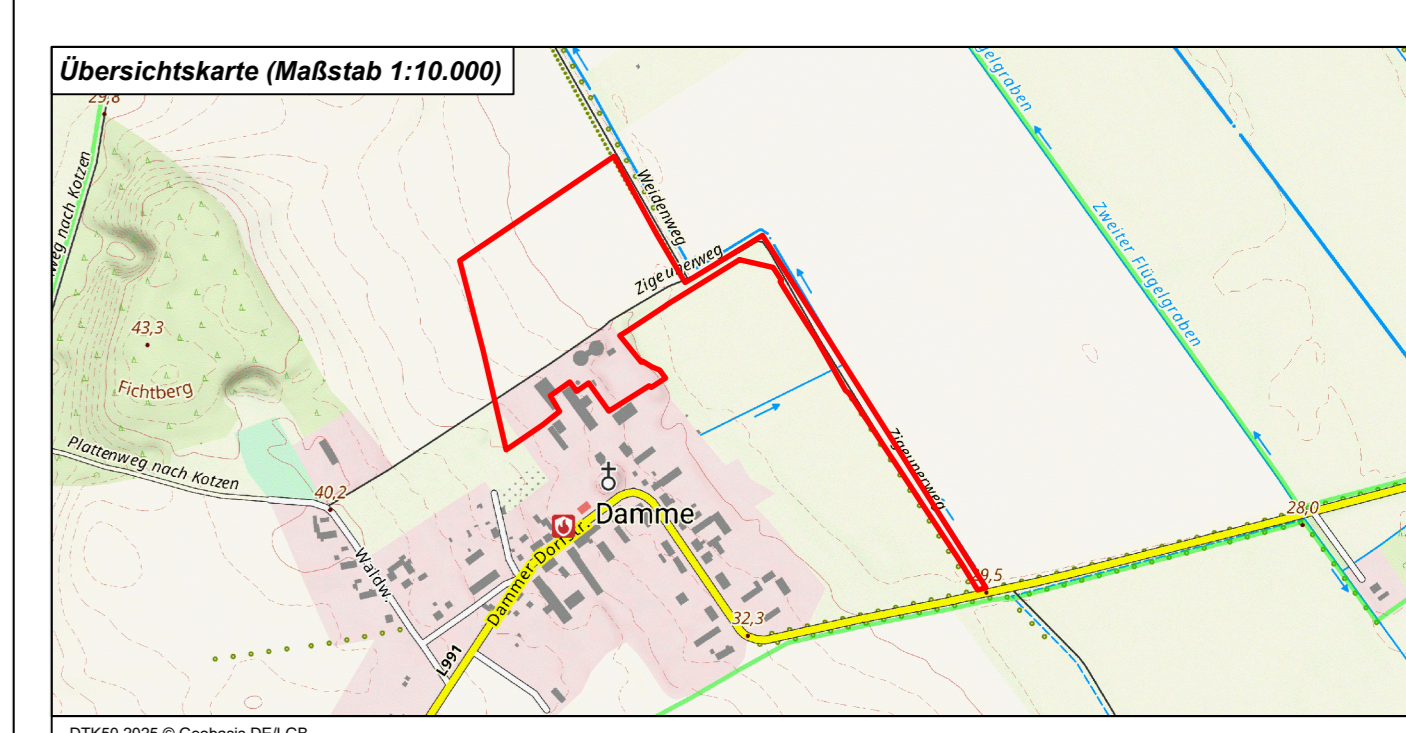 Übersichtskarte (Maßstab 1:10.000)
29,8
weg nach Kotzen
43,3
Fichtberg
Plattenweg nach Kotzen
40,2
Waldw.
L991
Dammer-Dorfstr.
Damme
32,3
Weidenweg
Zigeunerweg
Zigeunerweg
29,5
28,0
gelgraben
Zweiter Flügelgraben
DTK50 2025 © Geobasis DE/LGB